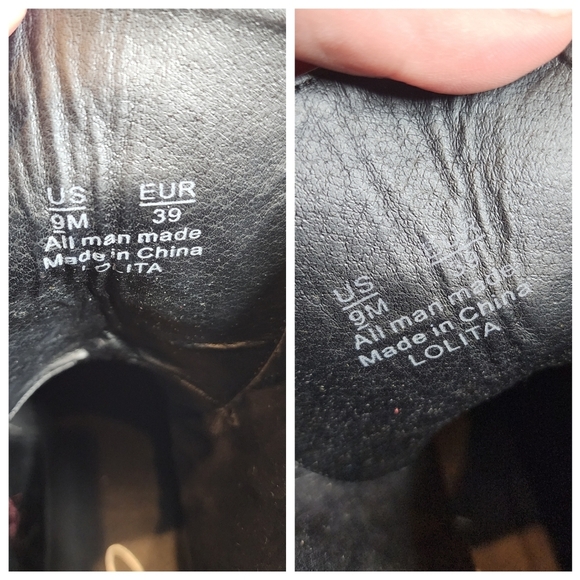 US EUR
9M 39
All man made
Made in China
LOLITA
US
9M 39
All man made
Made in China
LOLITA